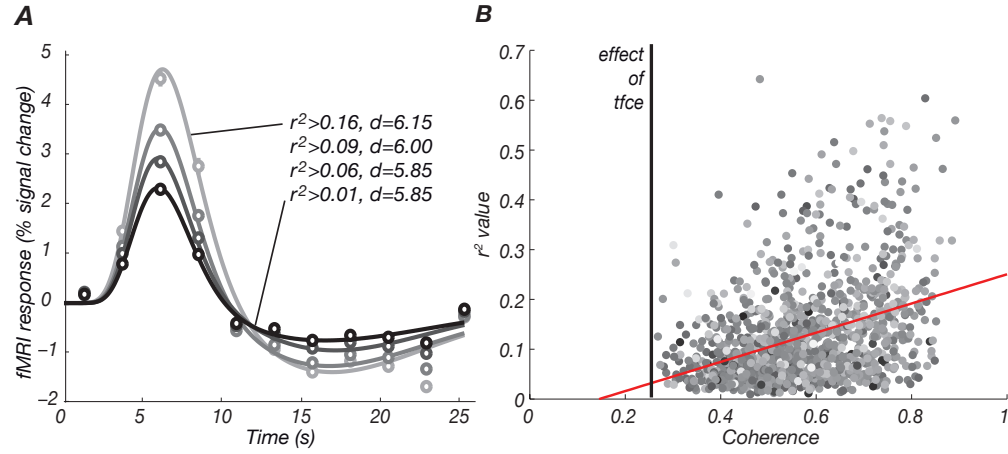 A
fMRI response (% signal change)
5
4
3
2
1
0
−1
−2
r²>0.16, d=6.15
r²>0.09, d=6.00
r²>0.06, d=5.85
r²>0.01, d=5.85
0 5 10 15 20 25
Time (s)
B
r² value
0.7
0.6
0.5
0.4
0.3
0.2
0.1
0
effect
of
tfce
0 0.2 0.4 0.6 0.8 1
Coherence